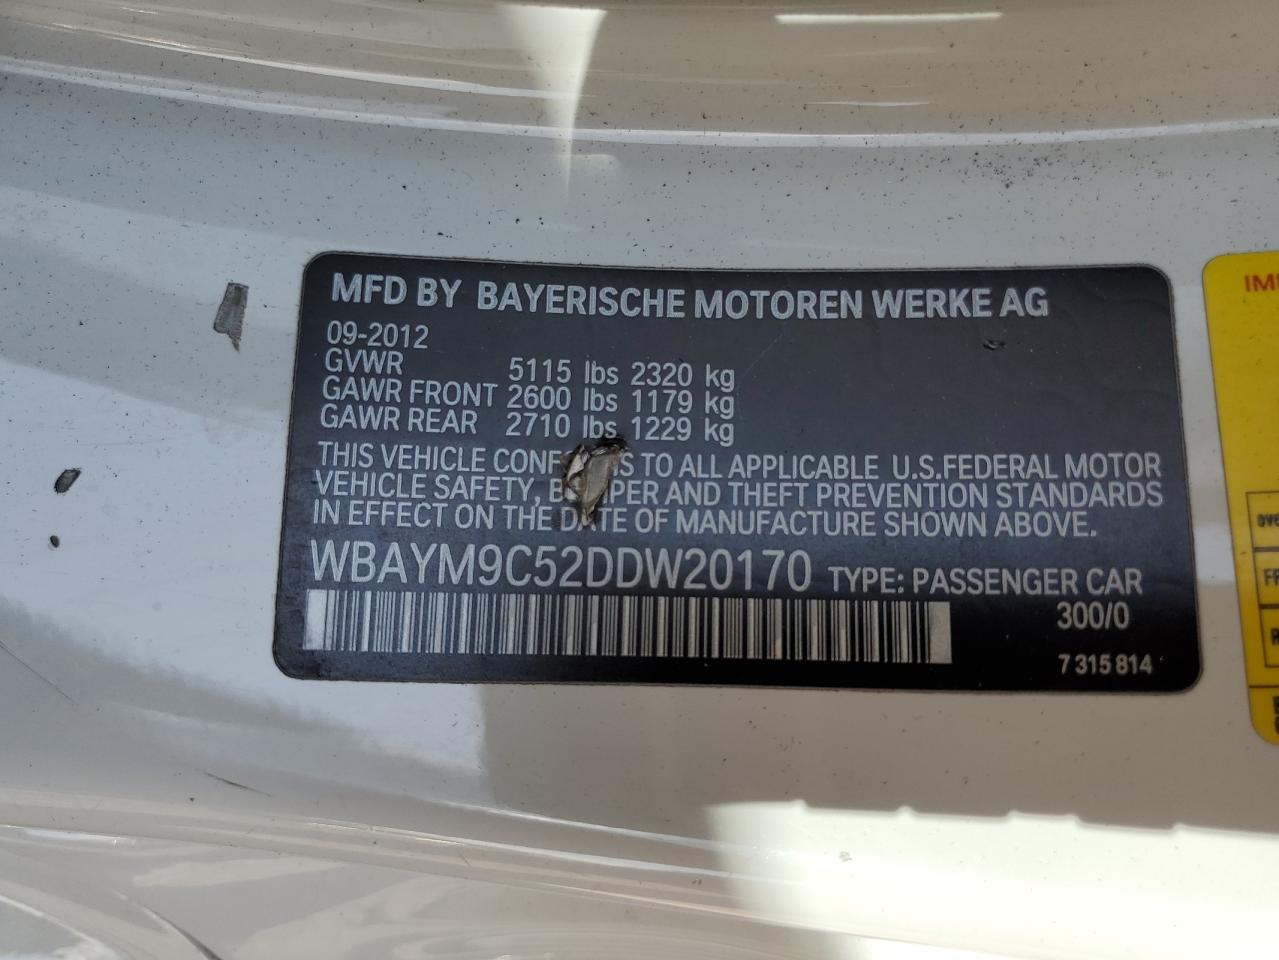 MFD BY BAYERISCHE MOTOREN WERKE AG
09-2012
GVWR 5115 lbs 2320 kg
GAWR FRONT 2600 lbs 1179 kg
GAWR REAR 2710 lbs 1229 kg
THIS VEHICLE TO ALL APPLICABLE U.S.FEDERAL MOTOR
VEHICLE SAFETY, AND THEFT PREVENTION STANDARDS
IN EFFECT ON THE DATE OF MANUFACTURE SHOWN ABOVE.
WBAYM9C52DDW20170 TYPE: PASSENGER CAR
300/0
7 315 814